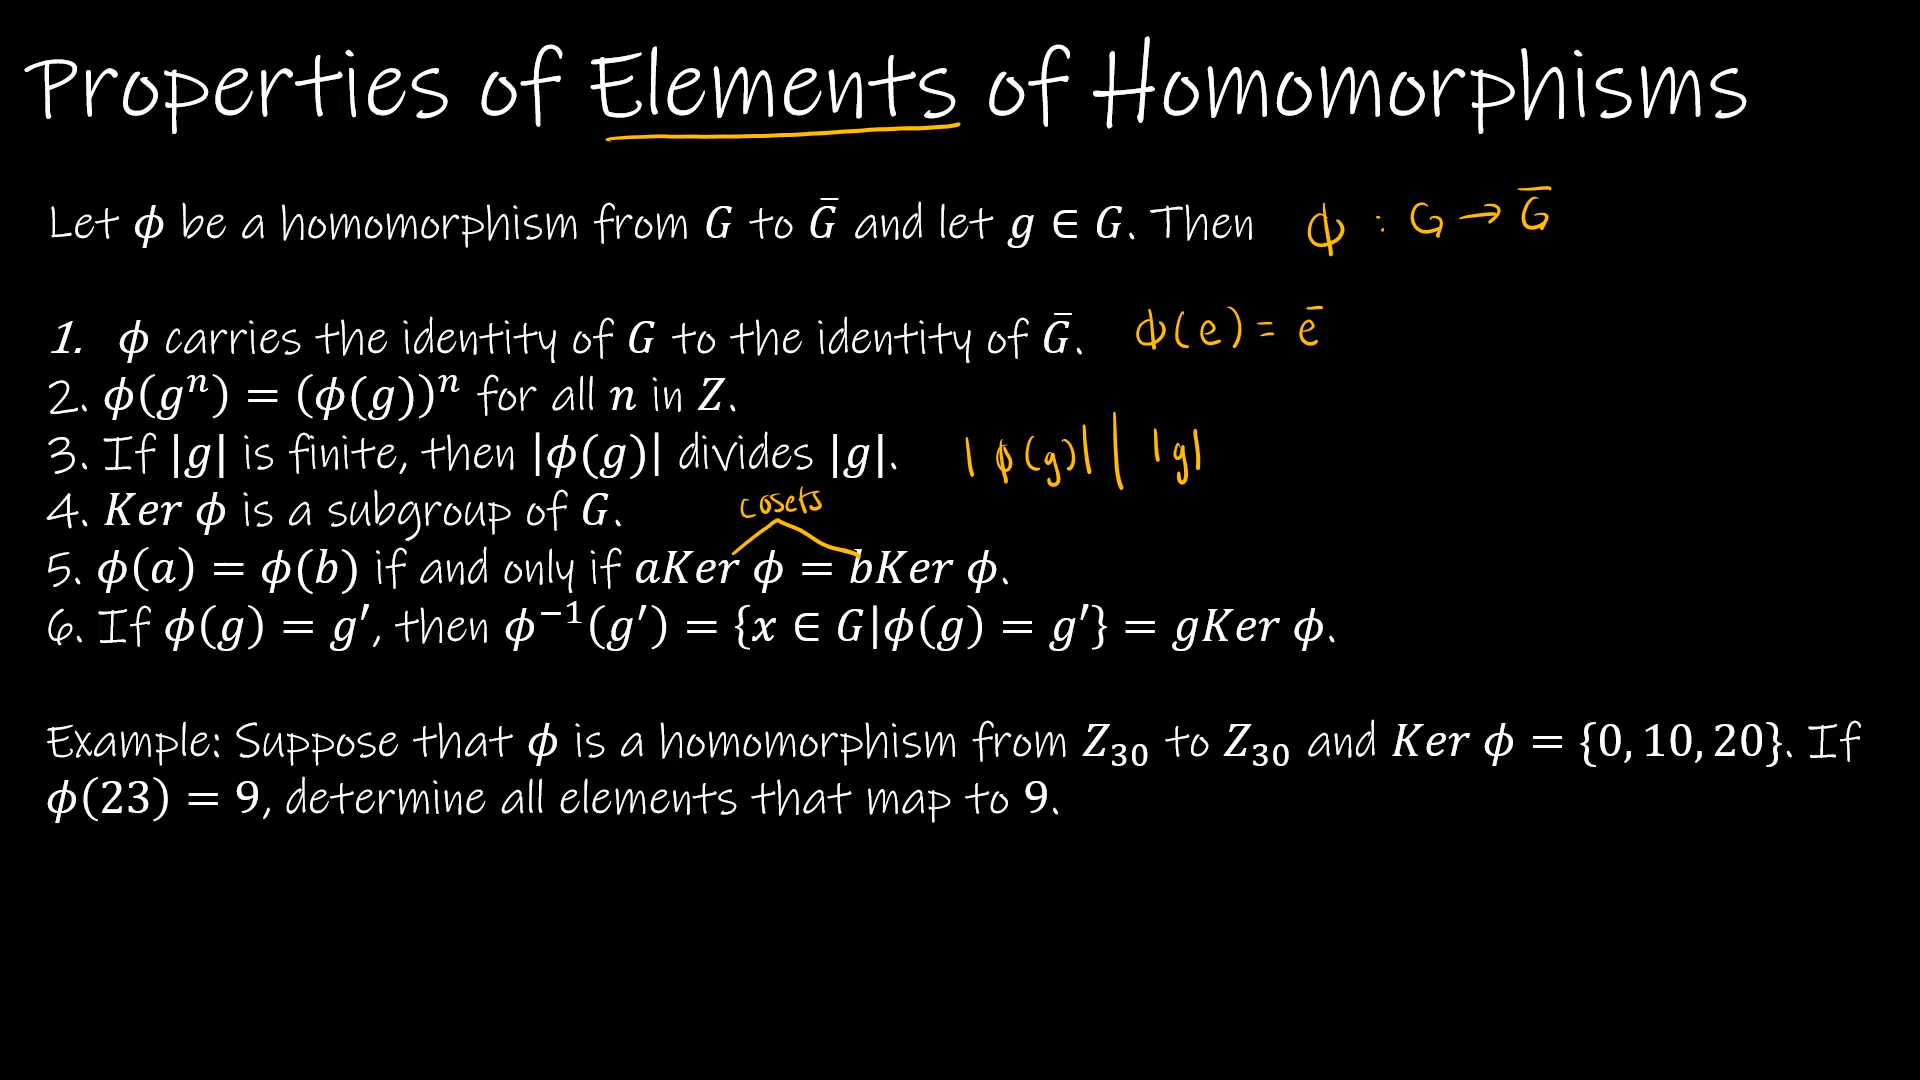 Properties of Elements of Homomorphisms
Let ϕ be a homomorphism from G to G̅ and let g ∈ G. Then ϕ : G → G̅
1. ϕ carries the identity of G to the identity of G̅. ϕ(e) = e̅
2. ϕ(gⁿ) = (ϕ(g))ⁿ for all n in Z.
3. If |g| is finite, then |ϕ(g)| divides |g|. |ϕ(g)| | |g|
4. Ker ϕ is a subgroup of G.
cosets
5. ϕ(a) = ϕ(b) if and only if aKer ϕ = bKer ϕ.
6. If ϕ(g) = g′, then ϕ⁻¹(g′) = {x ∈ G|ϕ(g) = g′} = gKer ϕ.
Example: Suppose that ϕ is a homomorphism from Z₃₀ to Z₃₀ and Ker ϕ = {0, 10, 20}. If
ϕ(23) = 9, determine all elements that map to 9.